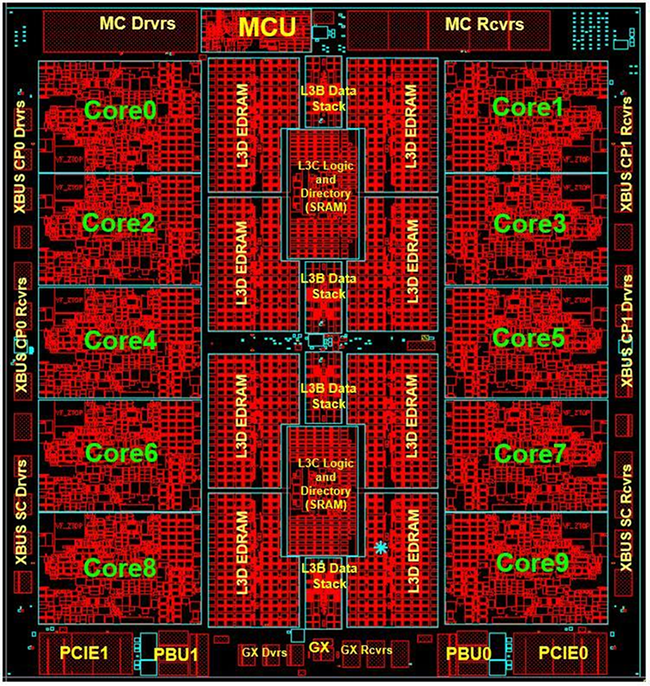 MC Drvrs
MCU
MC Rcvrs
Core0
Core1
L3B Data
Stack
L3D EDRAM
L3D EDRAM
XBUS CP0 Drvrs
XBUS CP1 Rcvrs
L3C Logic
and
Directory
(SRAM)
Core2
Core3
L3D EDRAM
L3D EDRAM
L3B Data
Stack
XBUS CP0 Rcvrs
XBUS CP1 Drvrs
Core4
Core5
L3B Data
Stack
L3D EDRAM
L3D EDRAM
Core6
Core7
L3C Logic
and
Directory
(SRAM)
XBUS SC Drvrs
XBUS SC Rcvrs
L3D EDRAM
L3D EDRAM
Core8
Core9
L3B Data
Stack
PCIE1
PBU1
GX Dvrs
GX
GX Rcvrs
PBU0
PCIE0